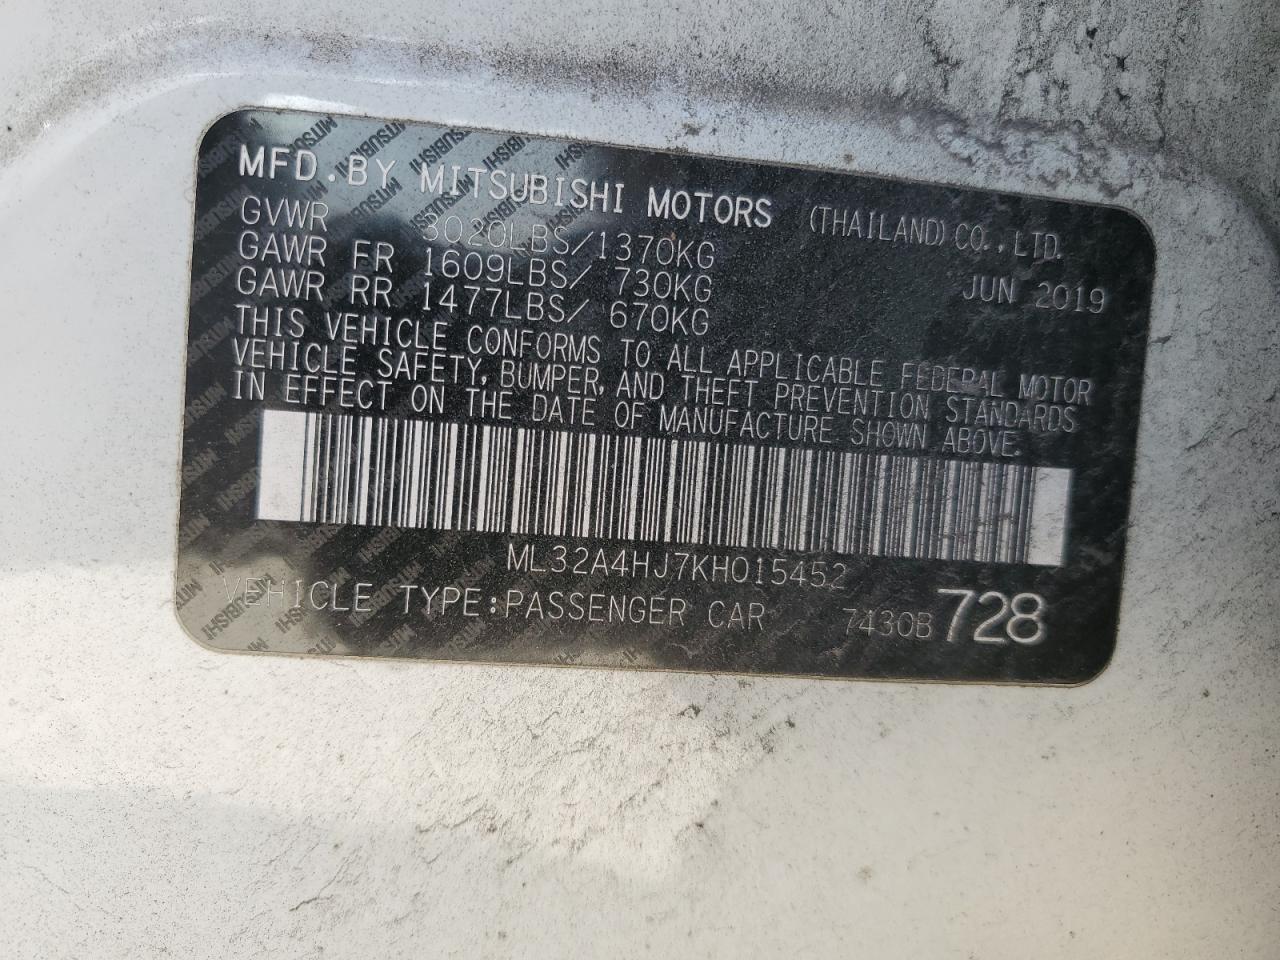 MFD.BY MITSUBISHI MOTORS (THAILAND) CO., LTD.
GVWR 3020LBS/1370KG
GAWR FR 1609LBS/ 730KG JUN 2019
GAWR RR 1477LBS/ 670KG
THIS VEHICLE CONFORMS TO ALL APPLICABLE FEDERAL MOTOR
VEHICLE SAFETY, BUMPER, AND THEFT PREVENTION STANDARDS
IN EFFECT ON THE DATE OF MANUFACTURE SHOWN ABOVE.
ML32A4HJ7KH015452
VEHICLE TYPE:PASSENGER CAR 7430B 728